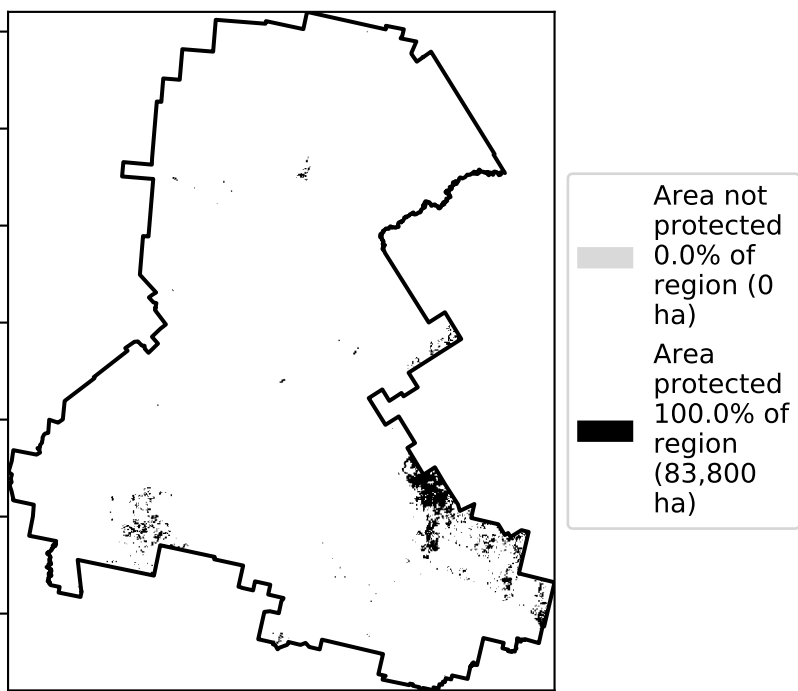 Area not
protected
0.0% of
region (0
ha)
Area
protected
100.0% of
region
(83,800
ha)